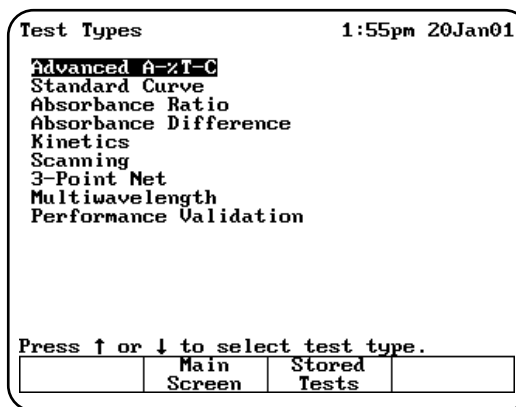 Test Types 1:55pm 20Jan01
Advanced A-%T-C
Standard Curve
Absorbance Ratio
Absorbance Difference
Kinetics
Scanning
3-Point Net
Multiwavelength
Performance Validation
Press ↑ or ↓ to select test type.
Main Screen
Stored Tests